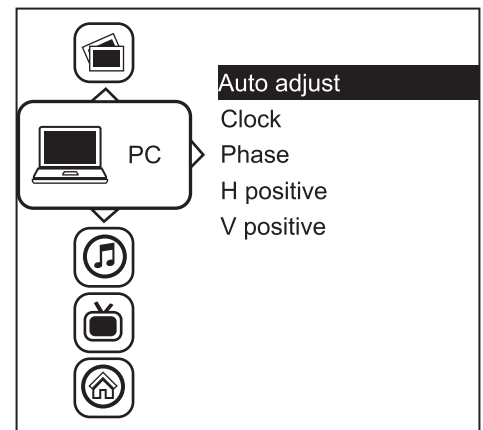 PC
Auto adjust
Clock
Phase
H positive
V positive